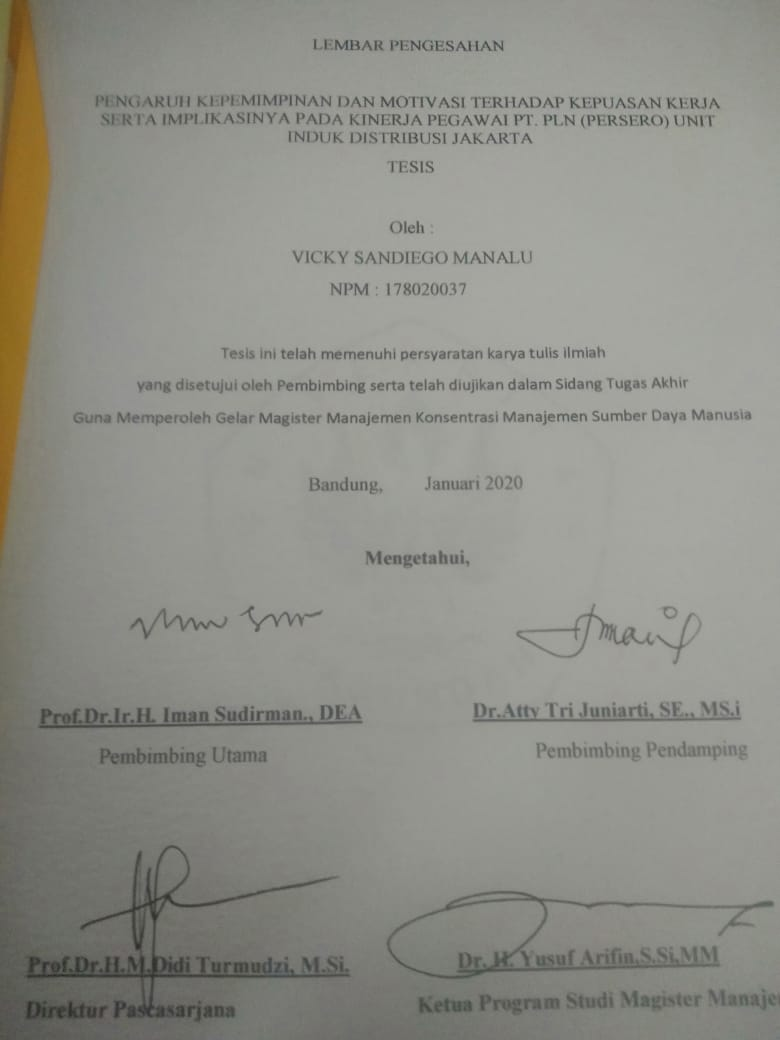 LEMBAR PENGESAHAN
PENGARUH KEPEMIMPINAN DAN MOTIVASI TERHADAP KEPUASAN KERJA
SERTA IMPLIKASINYA PADA KINERJA PEGAWAI PT. PLN (PERSERO) UNIT
INDUK DISTRIBUSI JAKARTA
TESIS
Oleh :
VICKY SANDIEGO MANALU
NPM : 178020037
Tesis ini telah memenuhi persyaratan karya tulis ilmiah
yang disetujui oleh Pembimbing serta telah diujikan dalam Sidang Tugas Akhir
Guna Memperoleh Gelar Magister Manajemen Konsentrasi Manajemen Sumber Daya Manusia
Bandung, Januari 2020
Mengetahui,
Prof.Dr.Ir.H. Iman Sudirman., DEA
Pembimbing Utama
Dr.Atty Tri Juniarti, SE., MS.i
Pembimbing Pendamping
Prof.Dr.H.M.Didi Turmudzi, M.Si.
Direktur Pascasarjana
Dr. H. Yusuf Arifin,S.Si,MM
Ketua Program Studi Magister Manaje